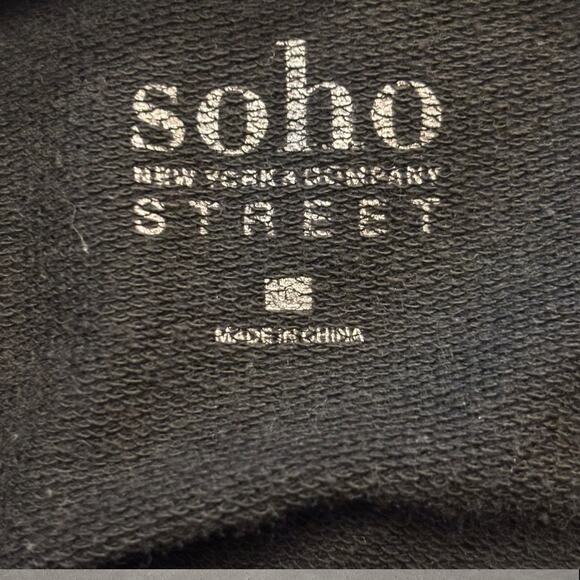 soho
NEW YORK & COMPANY
STREET
MADE IN CHINA